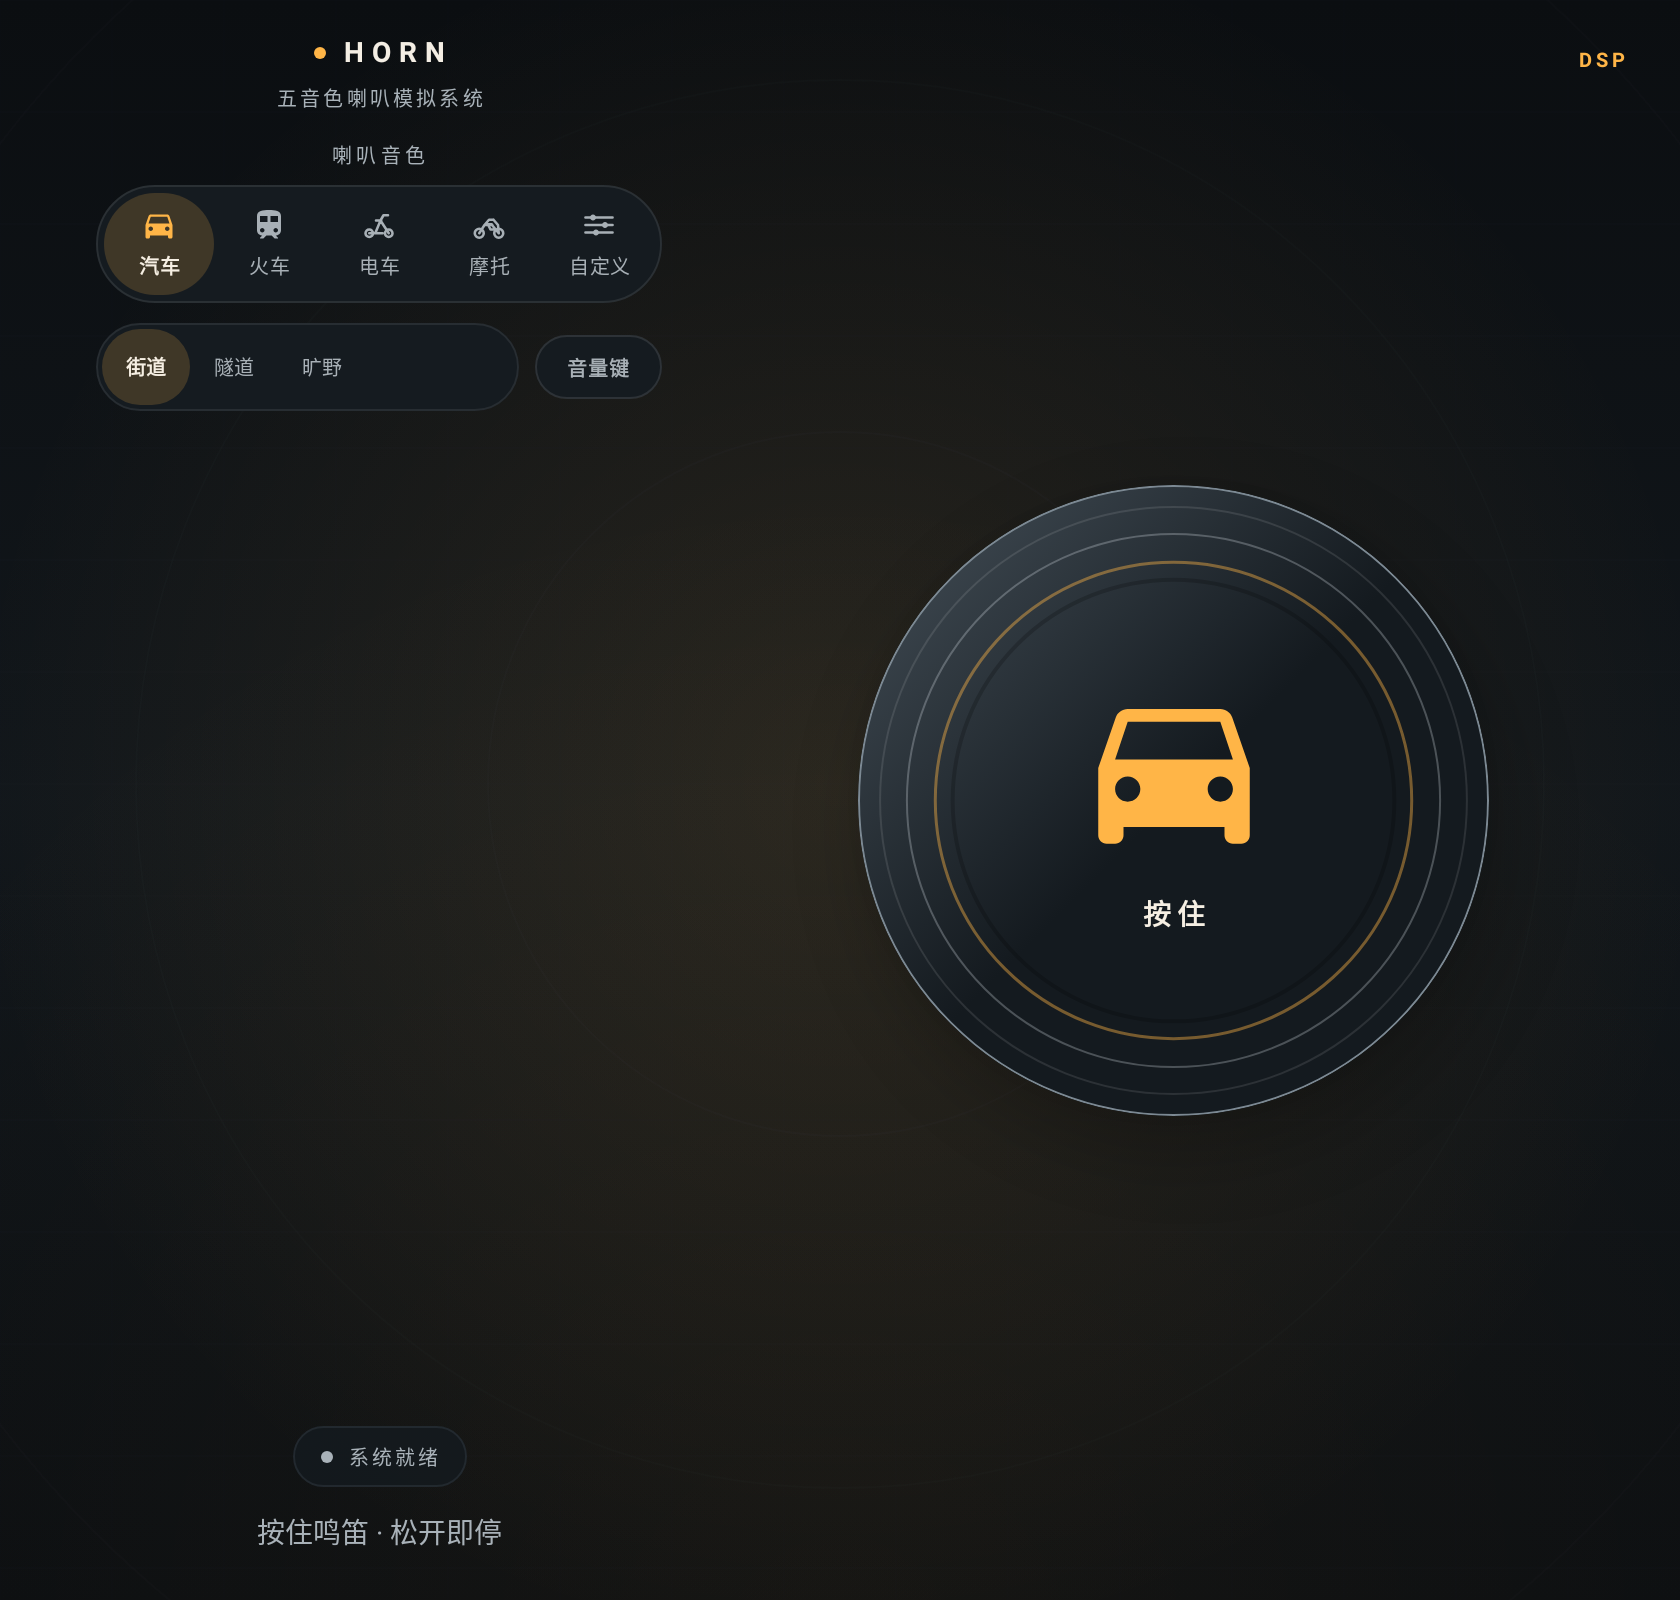 HORN
DSP
五音色喇叭模拟系统
喇叭音色
汽车 火车 电车 摩托 自定义
街道 隧道 旷野 音量键
按住
系统就绪
按住鸣笛 · 松开即停